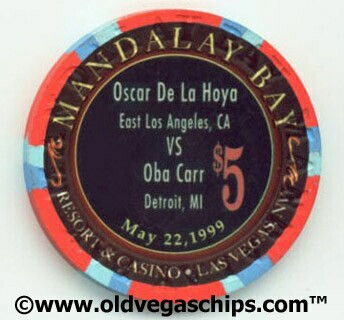 MANDALAY BAY
Oscar De La Hoya
East Los Angeles, CA
VS
Oba Carr
Detroit, MI
$5
May 22, 1999
RESORT & CASINO • LAS VEGAS, NV
©www.oldvegaschips.com™